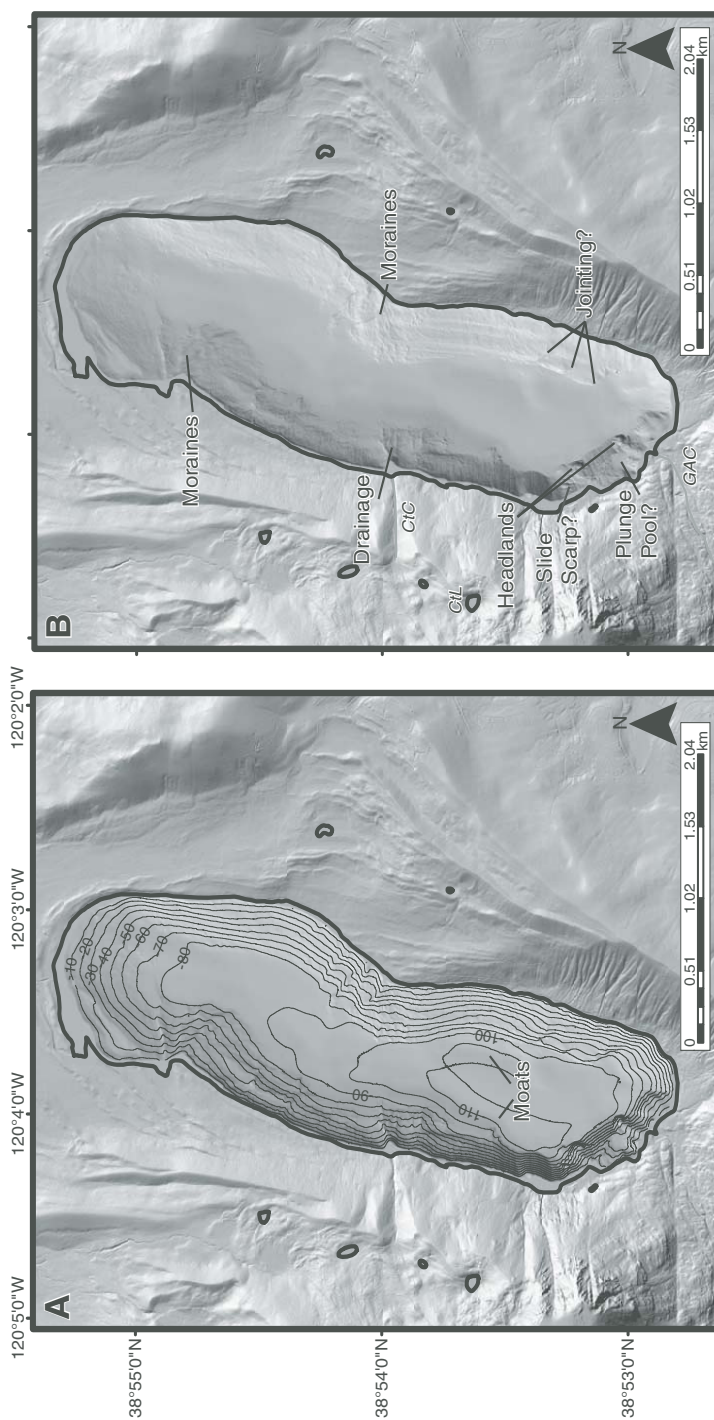 A
120°5'0"W
120°4'0"W
120°3'0"W
120°2'0"W
38°55'0"N
38°54'0"N
38°53'0"N
-10
-20
-30
-40
-50
-60
-70
-80
90
100
110
Moats
N
0 0.51 1.02 1.53 2.04
km
B
Moraines
Moraines
Drainage
CtC
CtL
Headlands
Slide
Scarp?
Plunge
Pool?
GAC
Jointing?
N
0 0.51 1.02 1.53 2.04
km